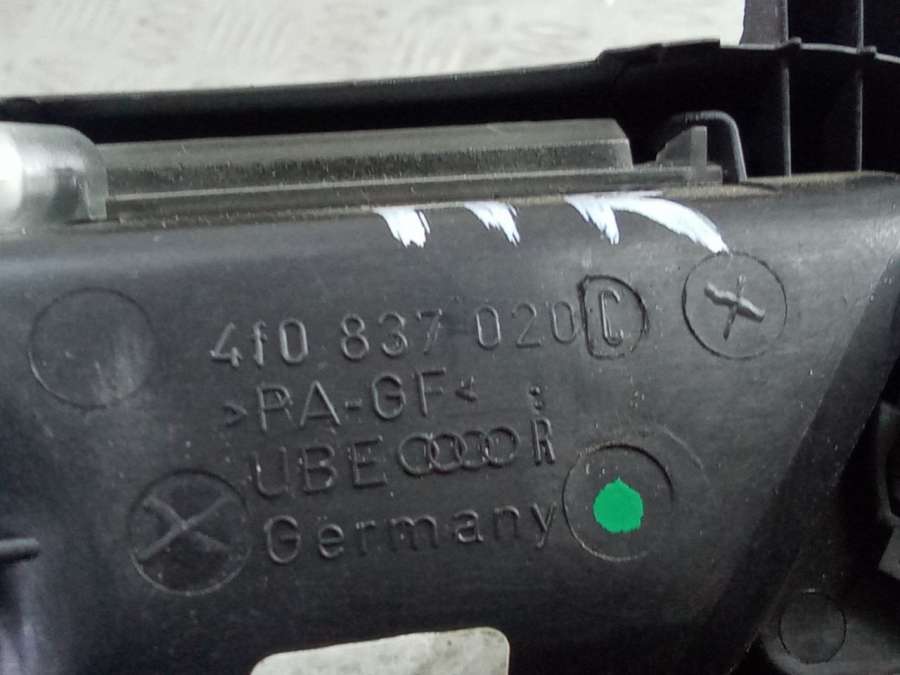 4f0 837 020 C
>PA-GF<
UBE R
Germany